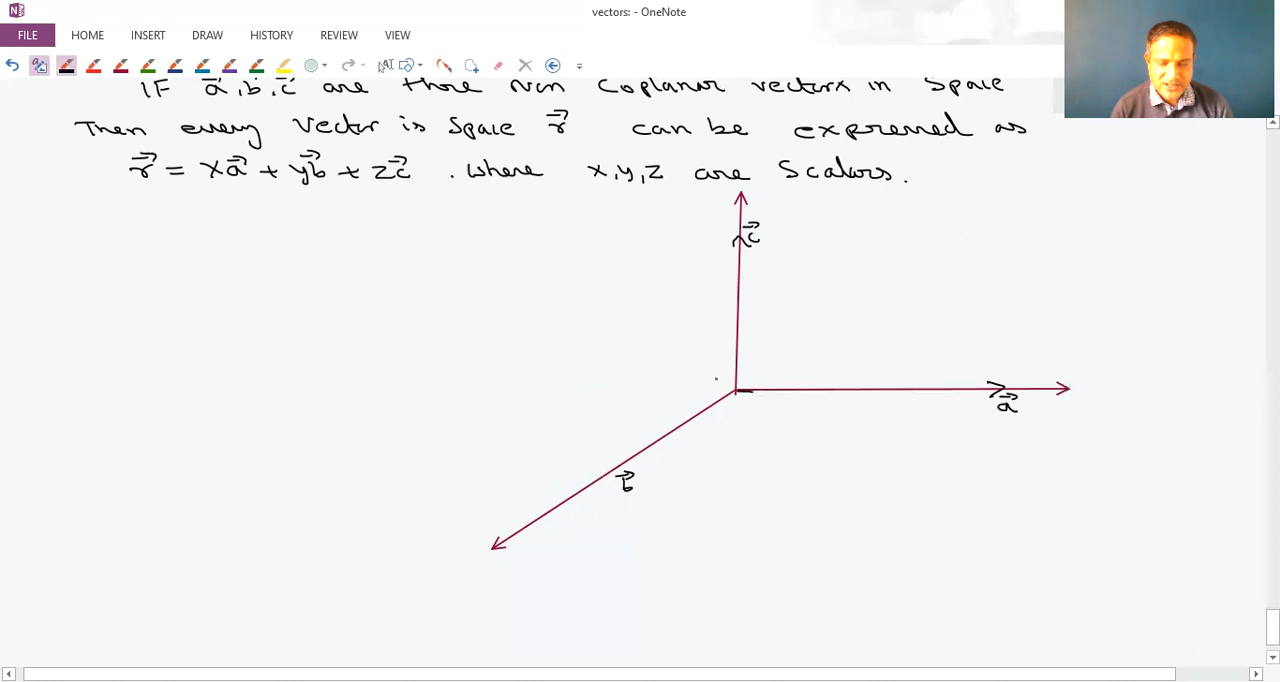 vectors: - OneNote
FILE HOME INSERT DRAW HISTORY REVIEW VIEW
IF a⃗, b⃗, c⃗ are three Non Coplanar vectors in Space
Then every vector is Space r⃗ can be expressed as
r⃗ = xa⃗ + yb⃗ + zc⃗ . where x, y, z are Scalars.
c⃗
a⃗
b⃗